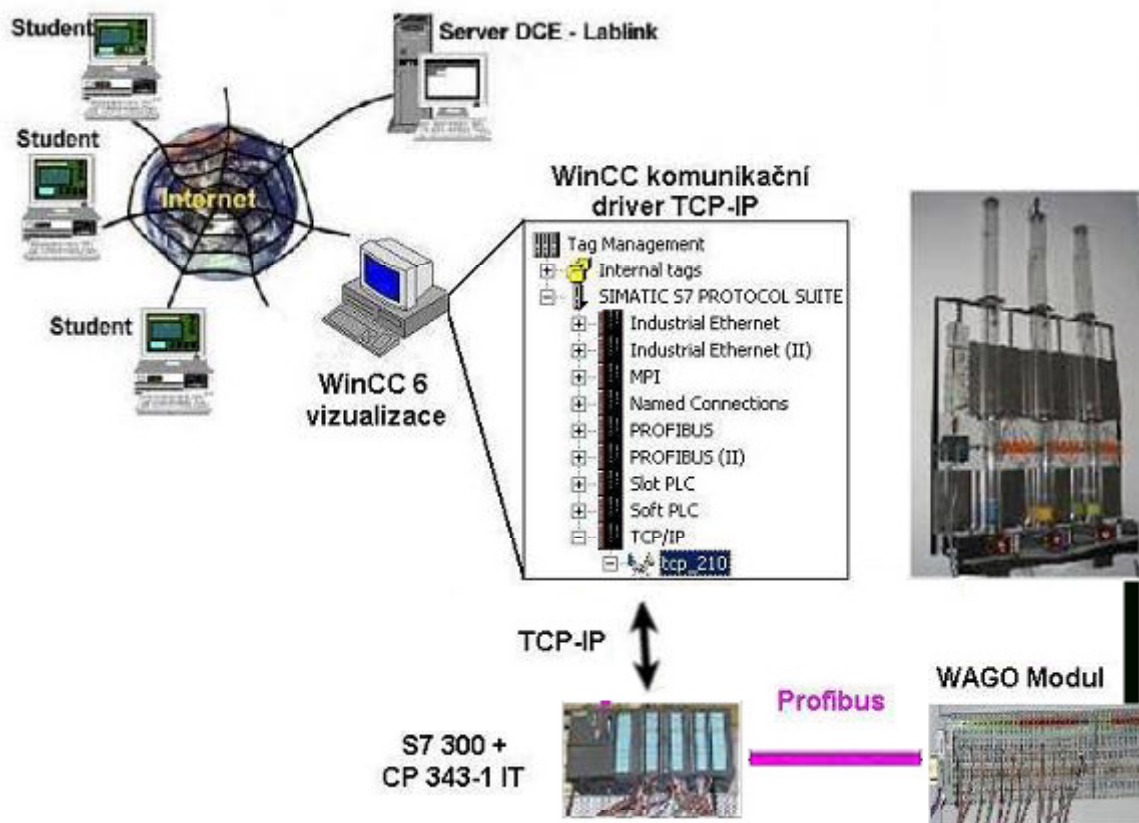 Student
Server DCE - Lablink
Student
Internet
Student
WinCC 6
vizualizace
WinCC komunikační
driver TCP-IP
Tag Management
Internal tags
SIMATIC S7 PROTOCOL SUITE
Industrial Ethernet
Industrial Ethernet (II)
MPI
Named Connections
PROFIBUS
PROFIBUS (II)
Slot PLC
Soft PLC
TCP/IP
tcp_210
TCP-IP
S7 300 +
CP 343-1 IT
Profibus
WAGO Modul